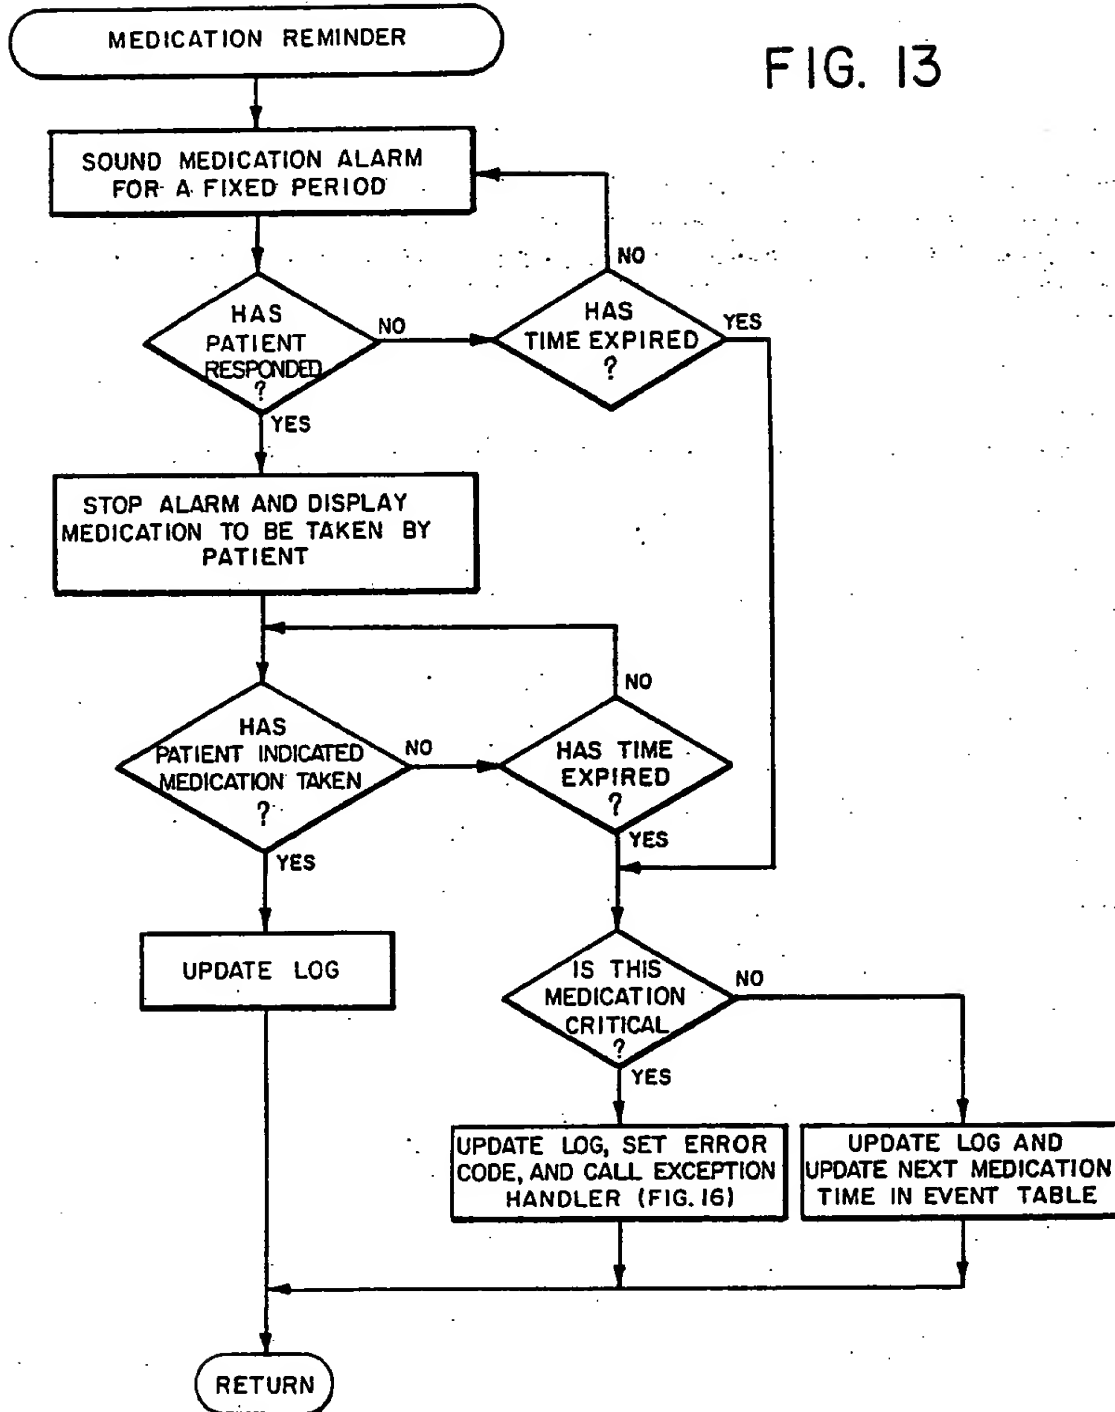 MEDICATION REMINDER
FIG. 13
SOUND MEDICATION ALARM
FOR A FIXED PERIOD
NO
HAS
PATIENT
RESPONDED
?
NO
HAS
TIME EXPIRED
?
YES
YES
STOP ALARM AND DISPLAY
MEDICATION TO BE TAKEN BY
PATIENT
NO
HAS
PATIENT INDICATED
MEDICATION TAKEN
?
NO
HAS TIME
EXPIRED
?
YES
YES
UPDATE LOG
IS THIS
MEDICATION
CRITICAL
?
NO
YES
UPDATE LOG, SET ERROR
CODE, AND CALL EXCEPTION
HANDLER (FIG. 16)
UPDATE LOG AND
UPDATE NEXT MEDICATION
TIME IN EVENT TABLE
RETURN